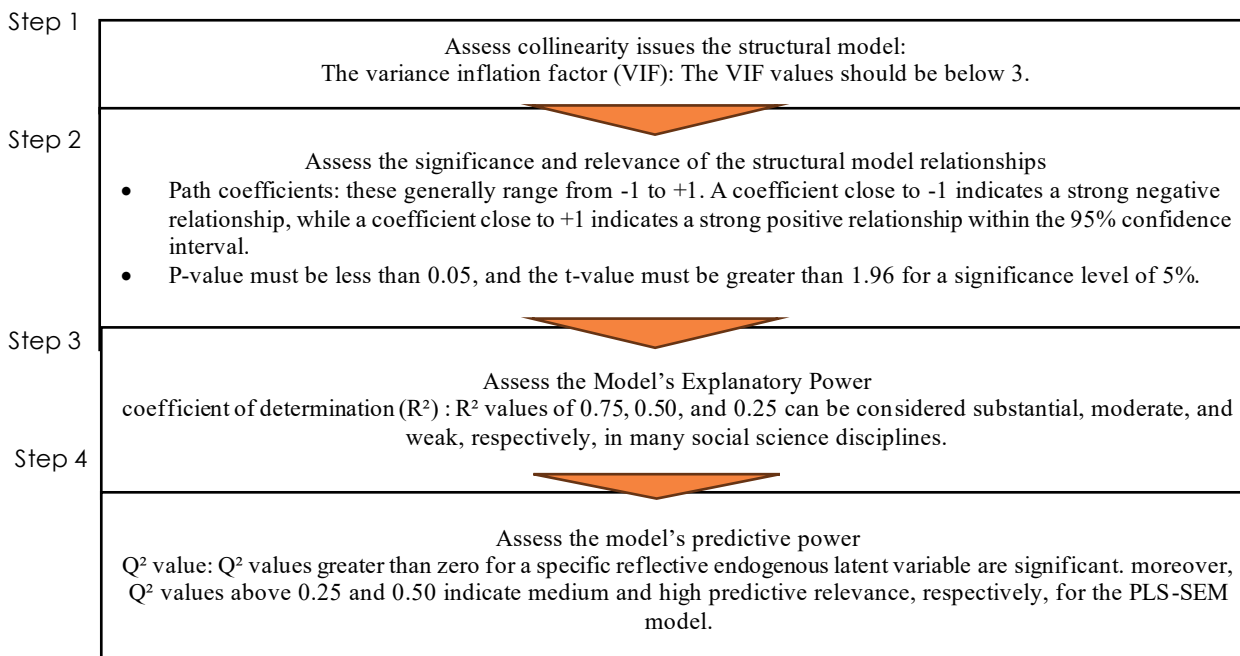 Step 1
Assess collinearity issues the structural model:
The variance inflation factor (VIF): The VIF values should be below 3.
Step 2
Assess the significance and relevance of the structural model relationships
• Path coefficients: these generally range from -1 to +1. A coefficient close to -1 indicates a strong negative
relationship, while a coefficient close to +1 indicates a strong positive relationship within the 95% confidence
interval.
• P-value must be less than 0.05, and the t-value must be greater than 1.96 for a significance level of 5%.
Step 3
Assess the Model’s Explanatory Power
coefficient of determination (R²) : R² values of 0.75, 0.50, and 0.25 can be considered substantial, moderate, and
weak, respectively, in many social science disciplines.
Step 4
Assess the model’s predictive power
Q² value: Q² values greater than zero for a specific reflective endogenous latent variable are significant. moreover,
Q² values above 0.25 and 0.50 indicate medium and high predictive relevance, respectively, for the PLS-SEM
model.